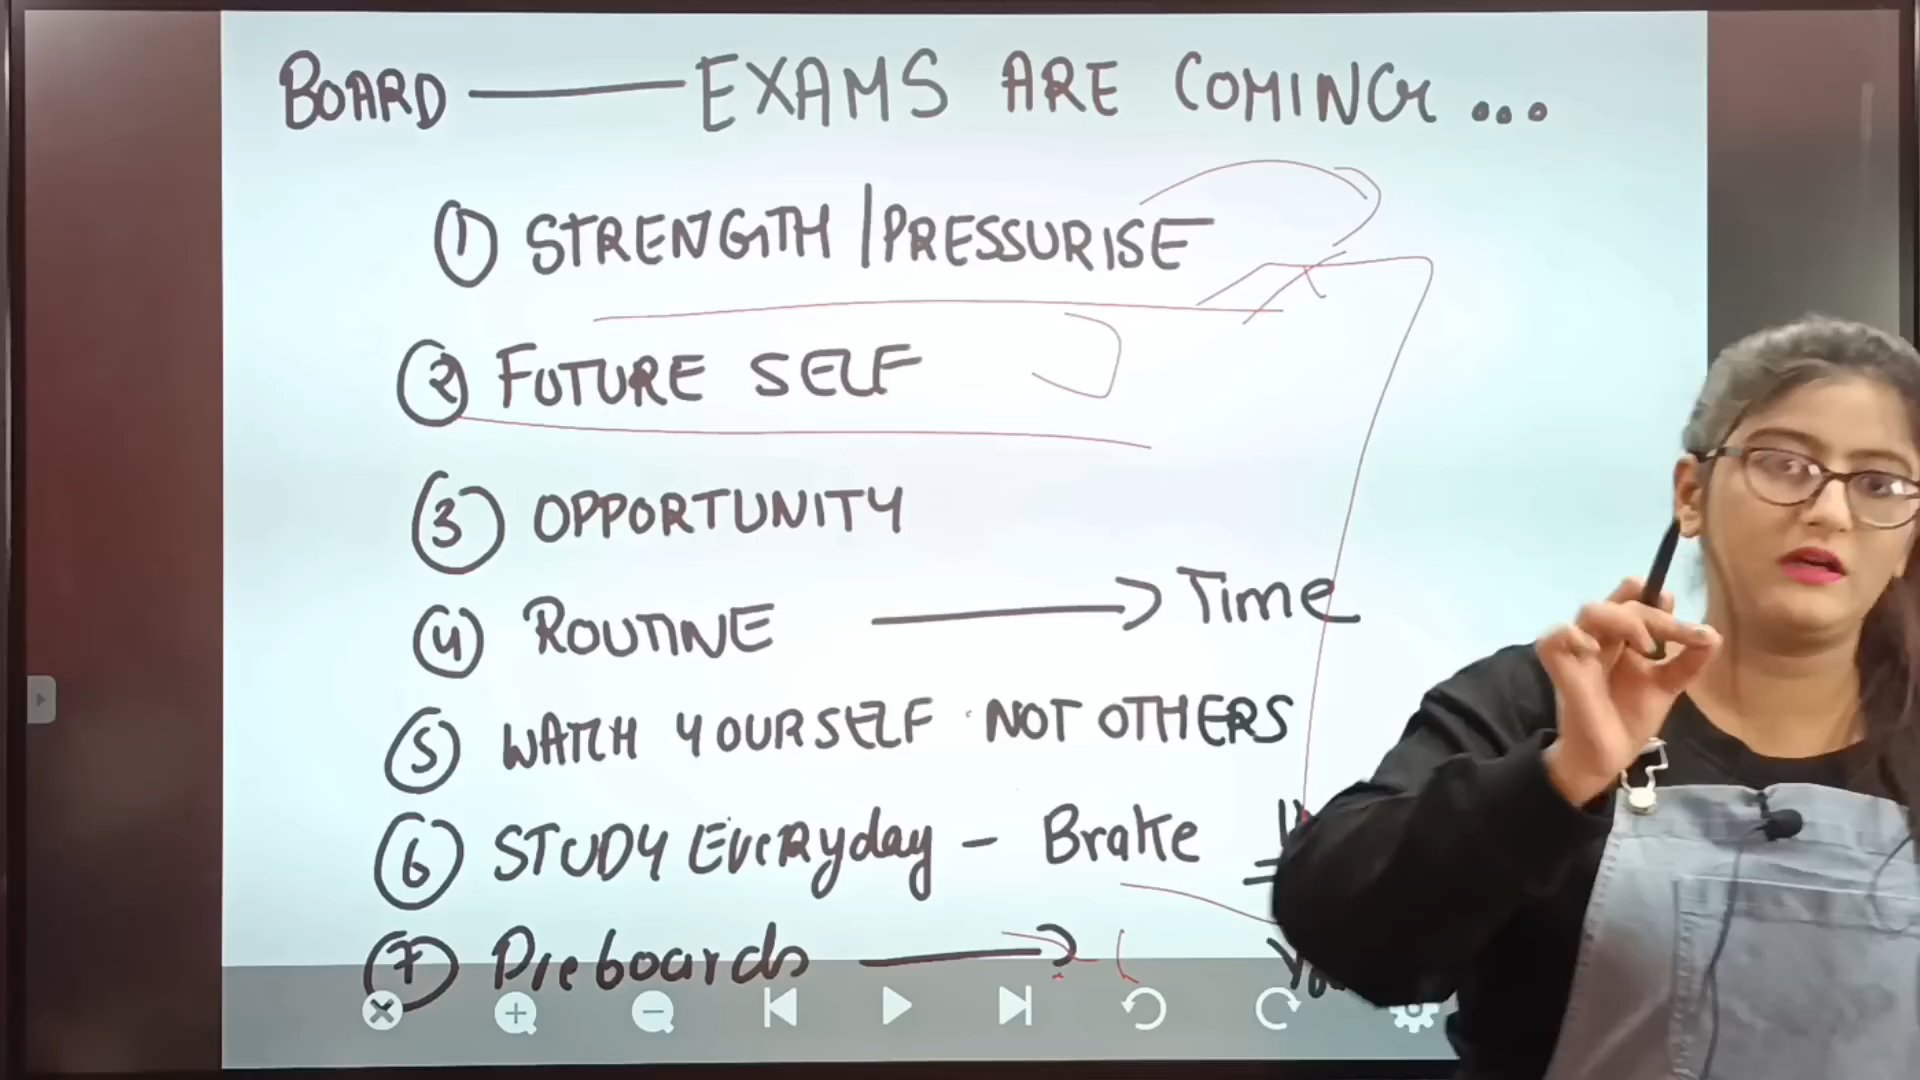 BOARD — EXAMS ARE COMING ...
① STRENGTH / PRESSURISE
② FUTURE SELF
③ OPPORTUNITY
④ ROUTINE → Time
⑤ WATCH YOURSELF NOT OTHERS
⑥ STUDY EVERYday - Brake
⑦ Preboards →